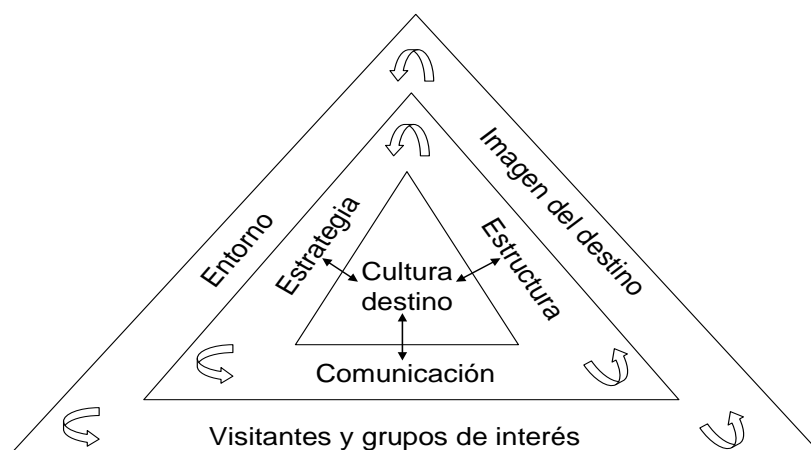 Entorno
Imagen del destino
Estrategia
Estructura
Cultura
destino
Comunicación
Visitantes y grupos de interés